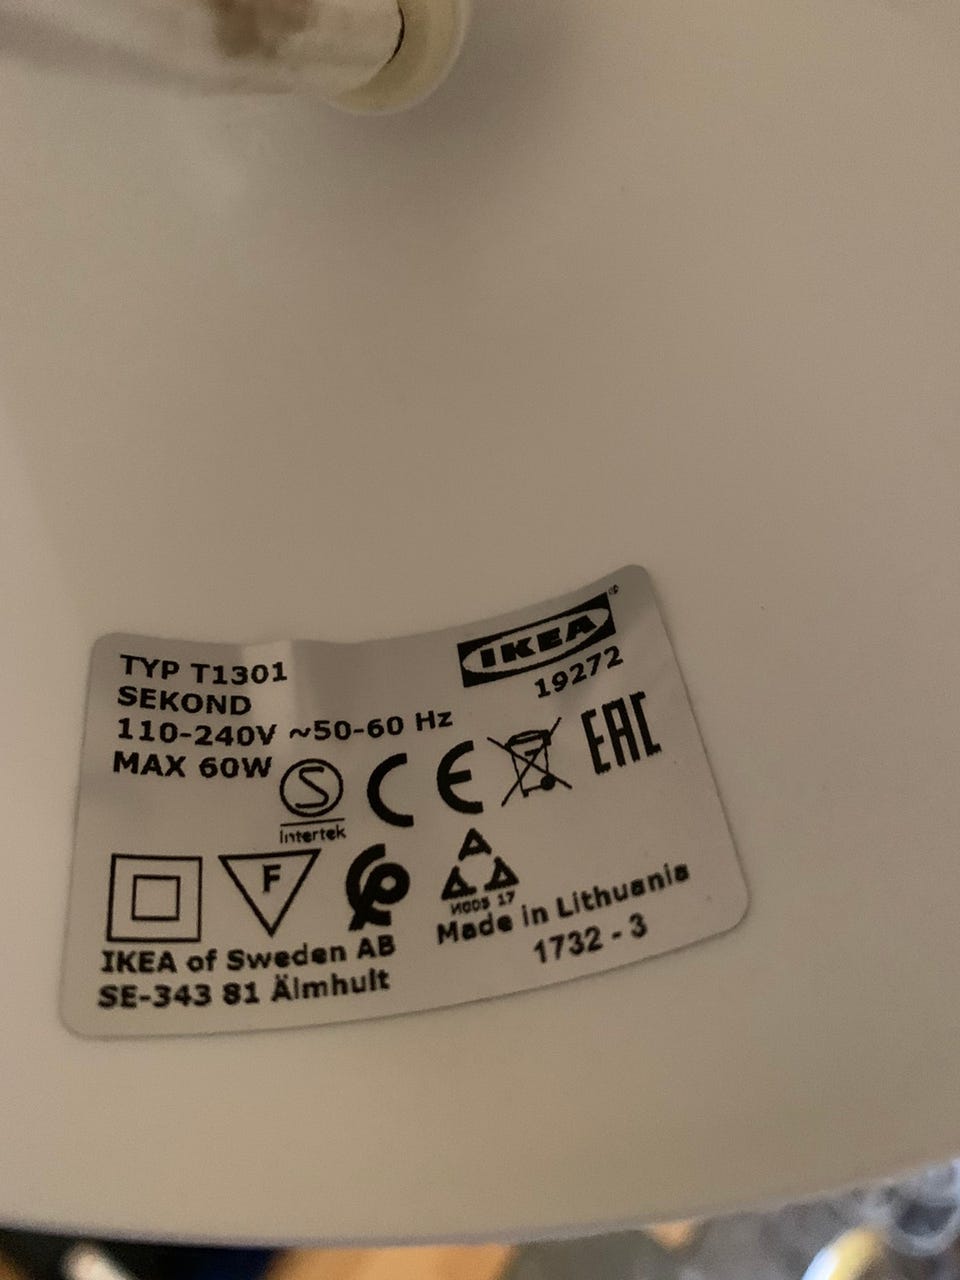 TYP T1301
SEKOND
110-240V ~50-60 Hz
MAX 60W
IKEA®
19272
S
Intertek
CE
EAC
F
IKEA of Sweden AB
SE-343 81 Älmhult
Made in Lithuania
1732 - 3